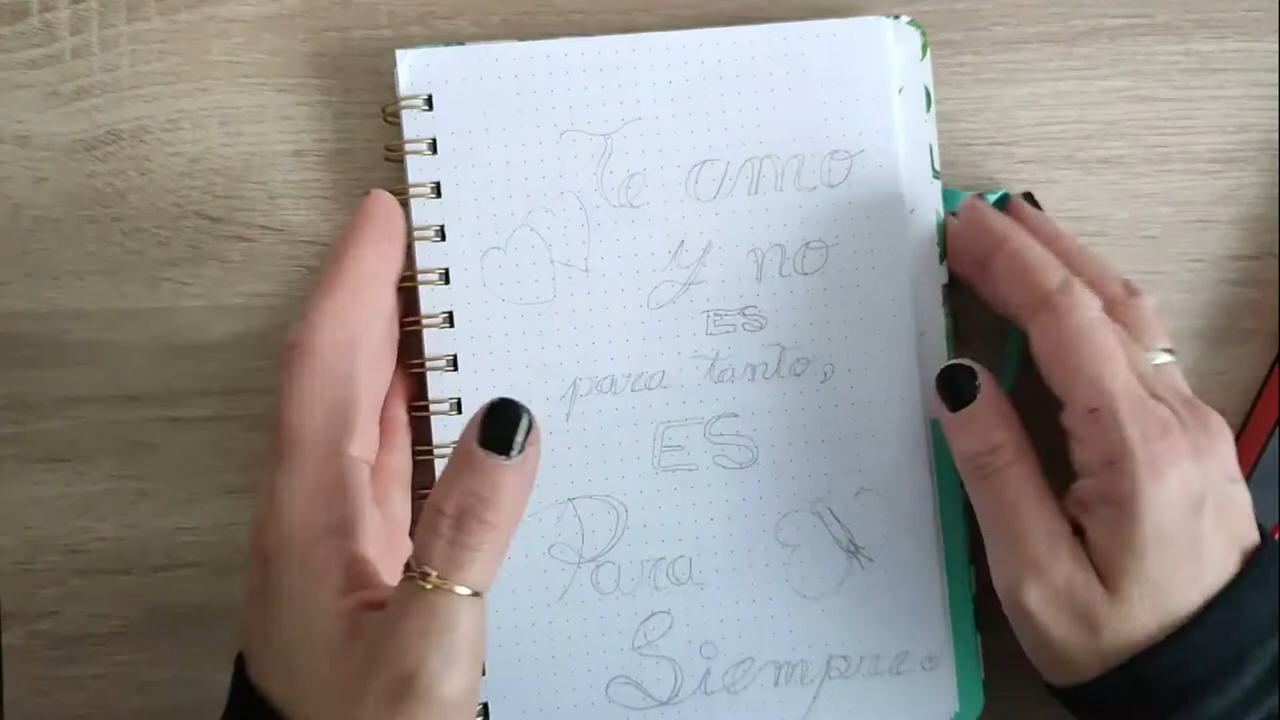 Te amo
y no
ES
para tanto,
ES
Para
Siempre.